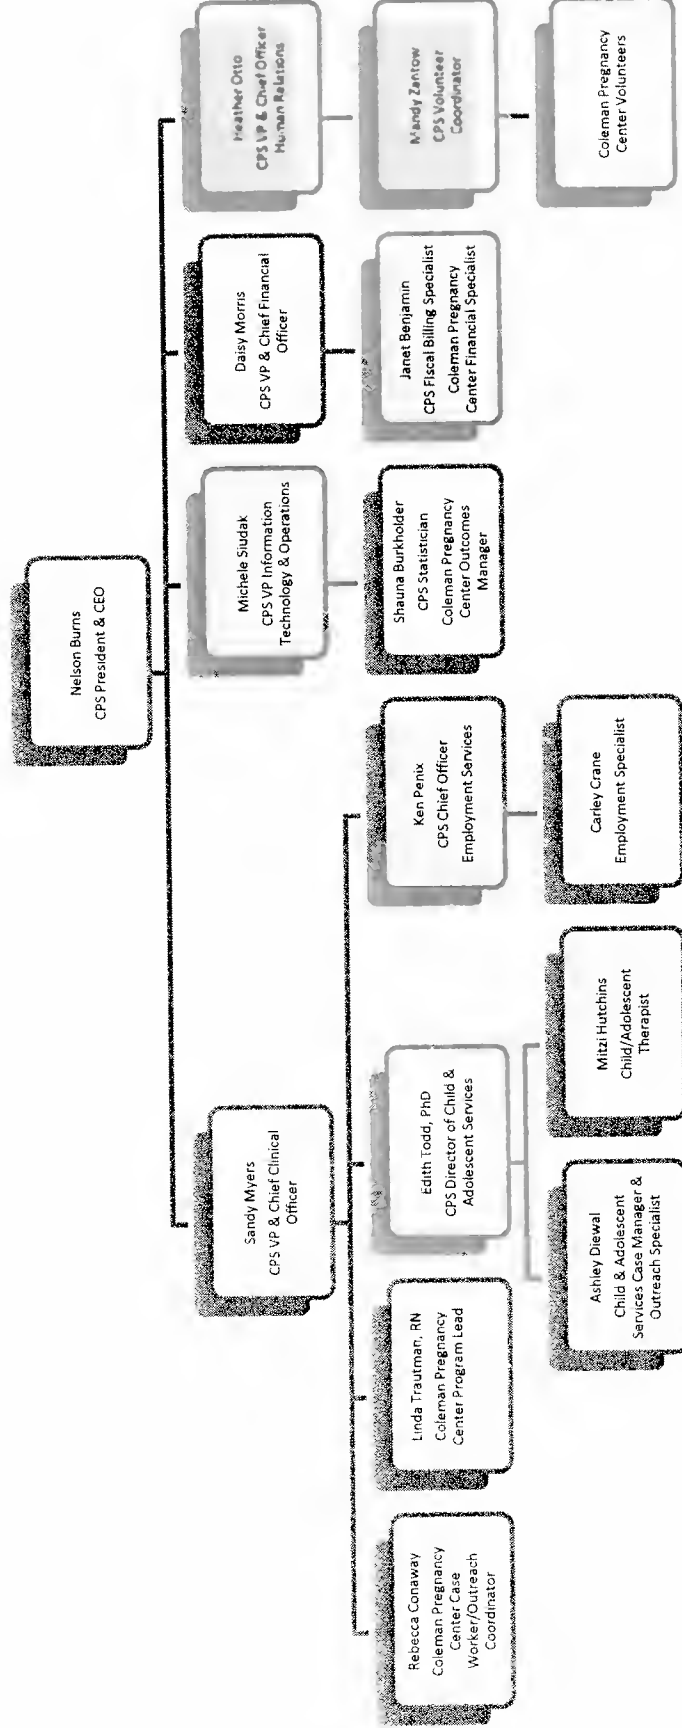 Nelson Burns
CPS President & CEO
Sandy Myers
CPS VP & Chief Clinical
Officer
Michele Siudak
CPS VP Information
Technology & Operations
Daisy Morris
CPS VP & Chief Financial
Officer
Heather Otto
CPS VP & Chief Officer
Human Relations
Rebecca Conaway
Coleman Pregnancy
Center Case
Worker/Outreach
Coordinator
Linda Trautman, RN
Coleman Pregnancy
Center Program Lead
Edith Todd, PhD
CPS Director of Child &
Adolescent Services
Ken Penix
CPS Chief Officer
Employment Services
Shauna Burkholder
CPS Statistician
Coleman Pregnancy
Center Outcomes
Manager
Janet Benjamin
CPS Fiscal Billing Specialist
Coleman Pregnancy
Center Financial Specialist
Mandy Zantow
CPS Volunteer
Coordinator
Ashley Diewal
Child & Adolescent
Services Case Manager &
Outreach Specialist
Mitzi Hutchins
Child/Adolescent
Therapist
Carley Crane
Employment Specialist
Coleman Pregnancy
Center Volunteers